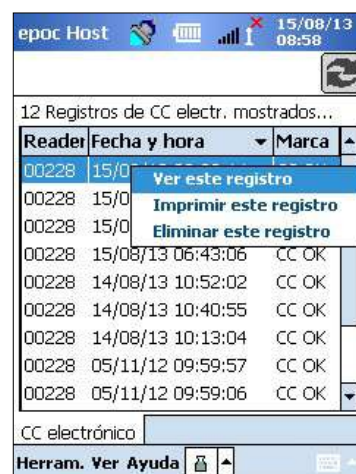 epoc Host 15/08/13
08:58
12 Regis­tros de CC electr. mostrados...
Reader Fecha y hora Marca
00228 15/0
Ver este registro
00228 15/0 Imprimir este registro
00228 15/0 Eliminar este registro
00228 15/08/13 06:43:06 CC OK
00228 14/08/13 10:52:02 CC OK
00228 14/08/13 10:40:55 CC OK
00228 14/08/13 10:13:04 CC OK
00228 05/11/12 09:59:57 CC OK
00228 05/11/12 09:59:06 CC OK
CC electrónico
Herram. Ver Ayuda